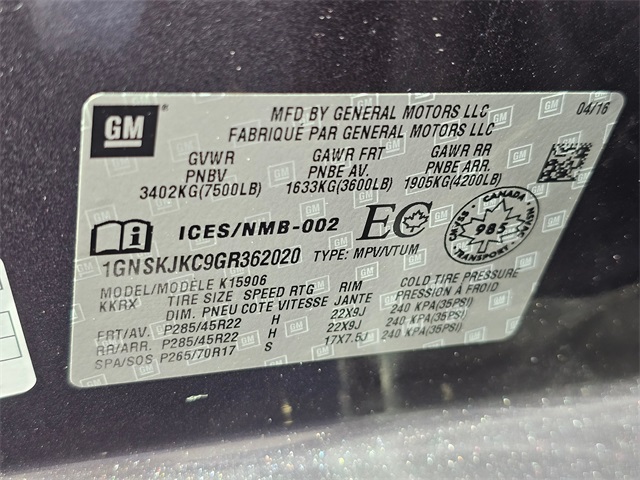 GM
MFD BY GENERAL MOTORS LLC 04/16
FABRIQUÉ PAR GENERAL MOTORS LLC
GVWR GAWR FRT GAWR RR
PNBV PNBE AV. PNBE ARR.
3402KG(7500LB) 1633KG(3600LB) 1905KG(4200LB)
ICES/NMB-002 EC
CANADA
985
TRANSPORT
1GNSKJKC9GR362020 TYPE: MPV/VTUM
MODEL/MODÈLE K15906
KKRX TIRE SIZE SPEED RTG RIM COLD TIRE PRESSURE
DIM. PNEU COTE VITESSE JANTE PRESSION A FROID
FRT/AV. P285/45R22 H 22X9J 240 KPA(35PSI)
RR/ARR. P285/45R22 H 22X9J 240 KPA(35PSI)
SPA/SOS P265/70R17 S 17X7.5J 240 KPA(35PSI)